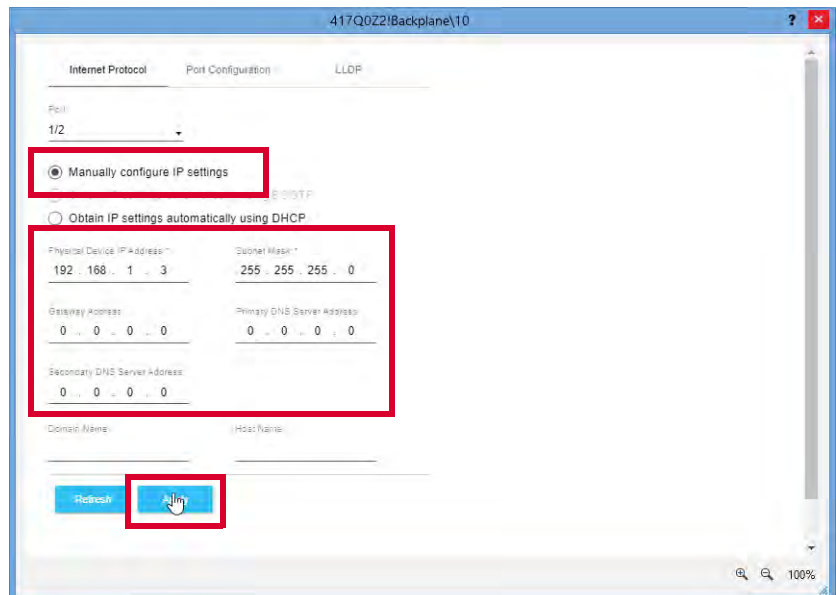 417Q0Z2!Backplane\10 ?
Internet Protocol Port Configuration LLDP
Port
1/2
Manually configure IP settings
Obtain IP settings automatically using DHCP
Physical Device IP Address * Subnet Mask *
192 . 168 . 1 . 3 255 . 255 . 255 . 0
Gateway Address Primary DNS Server Address
0 . 0 . 0 . 0 0 . 0 . 0 . 0
Secondary DNS Server Address
0 . 0 . 0 . 0
Domain Name Host Name
Refresh
100%